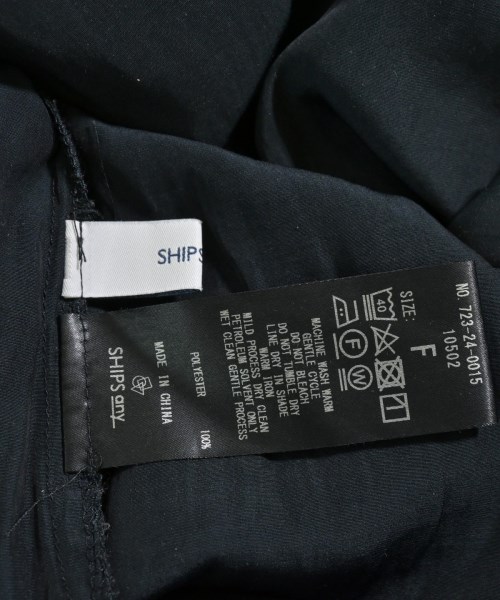 SHIPS
NO. 723-24-0015
10502
SIZE:
F
40
F
W
MACHINE WASH WARM
GENTLE CYCLE
DO NOT BLEACH
DO NOT TUMBLE DRY
LINE DRY IN SHADE
WARM IRON
MILD PROCESS DRY CLEAN
PETROLEUM SOLVENT ONLY
WET CLEAN GENTLE PROCESS
POLYESTER 100%
MADE IN CHINA
SHIPS any